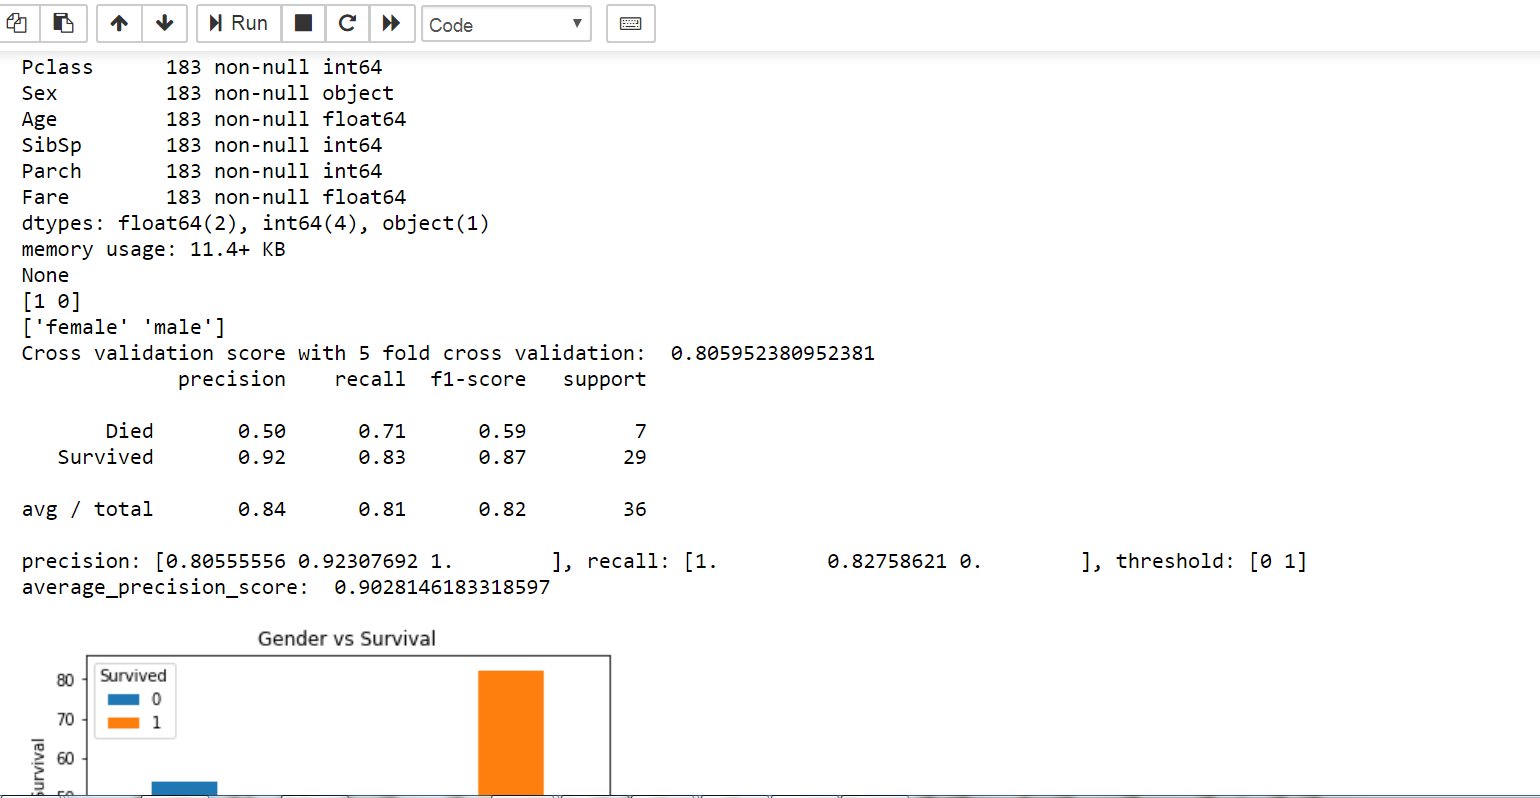 Run
Code
Pclass 183 non-null int64
Sex 183 non-null object
Age 183 non-null float64
SibSp 183 non-null int64
Parch 183 non-null int64
Fare 183 non-null float64
dtypes: float64(2), int64(4), object(1)
memory usage: 11.4+ KB
None
[1 0]
['female' 'male']
Cross validation score with 5 fold cross validation:  0.805952380952381
precision recall f1-score support
Died 0.50 0.71 0.59 7
Survived 0.92 0.83 0.87 29
avg / total 0.84 0.81 0.82 36
precision: [0.80555556 0.92307692 1. ], recall: [1. 0.82758621 0. ], threshold: [0 1]
average_precision_score:  0.9028146183318597
Gender vs Survival
Survived
0
1
80
70
60